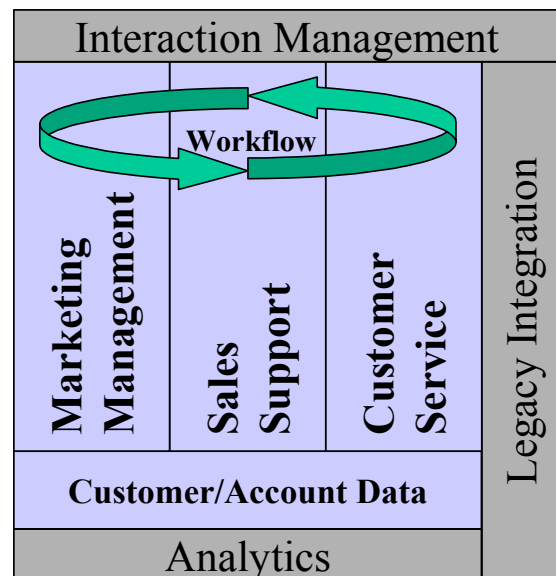 Interaction Management
Workflow
Marketing
Management
Sales
Support
Customer
Service
Legacy Integration
Customer/Account Data
Analytics